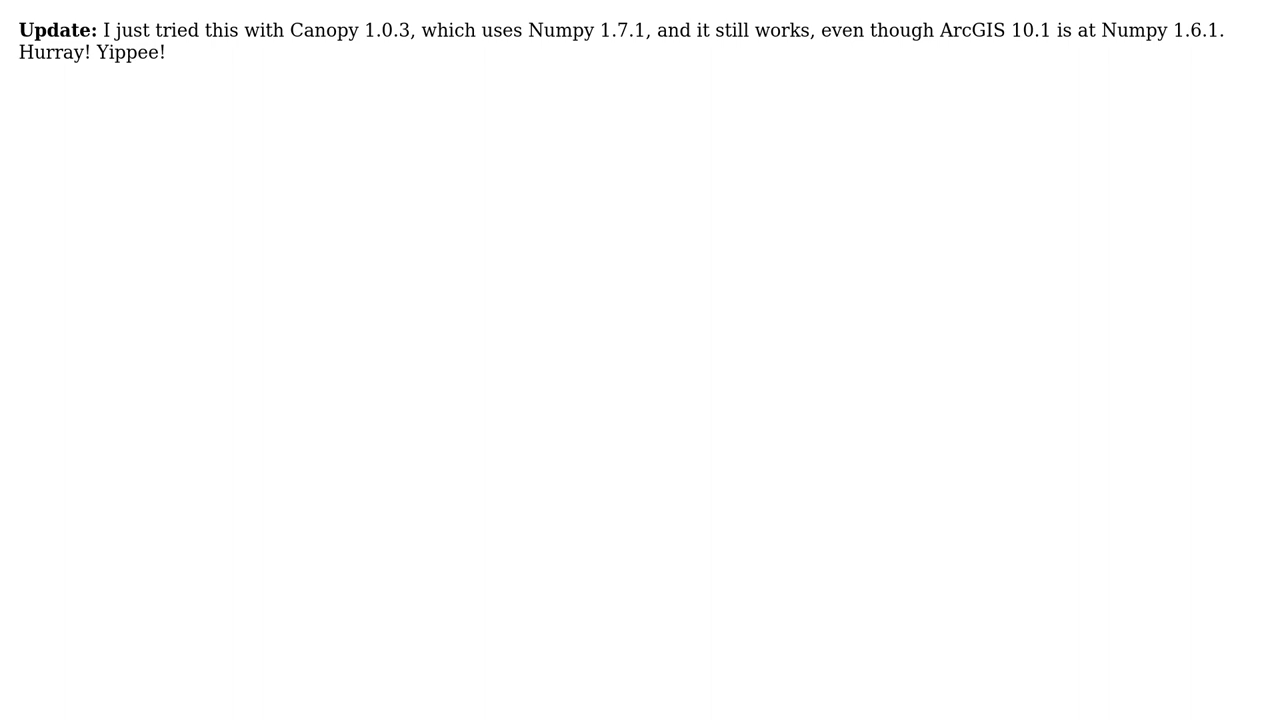 Update: I just tried this with Canopy 1.0.3, which uses Numpy 1.7.1, and it still works, even though ArcGIS 10.1 is at Numpy 1.6.1.
Hurray! Yippee!